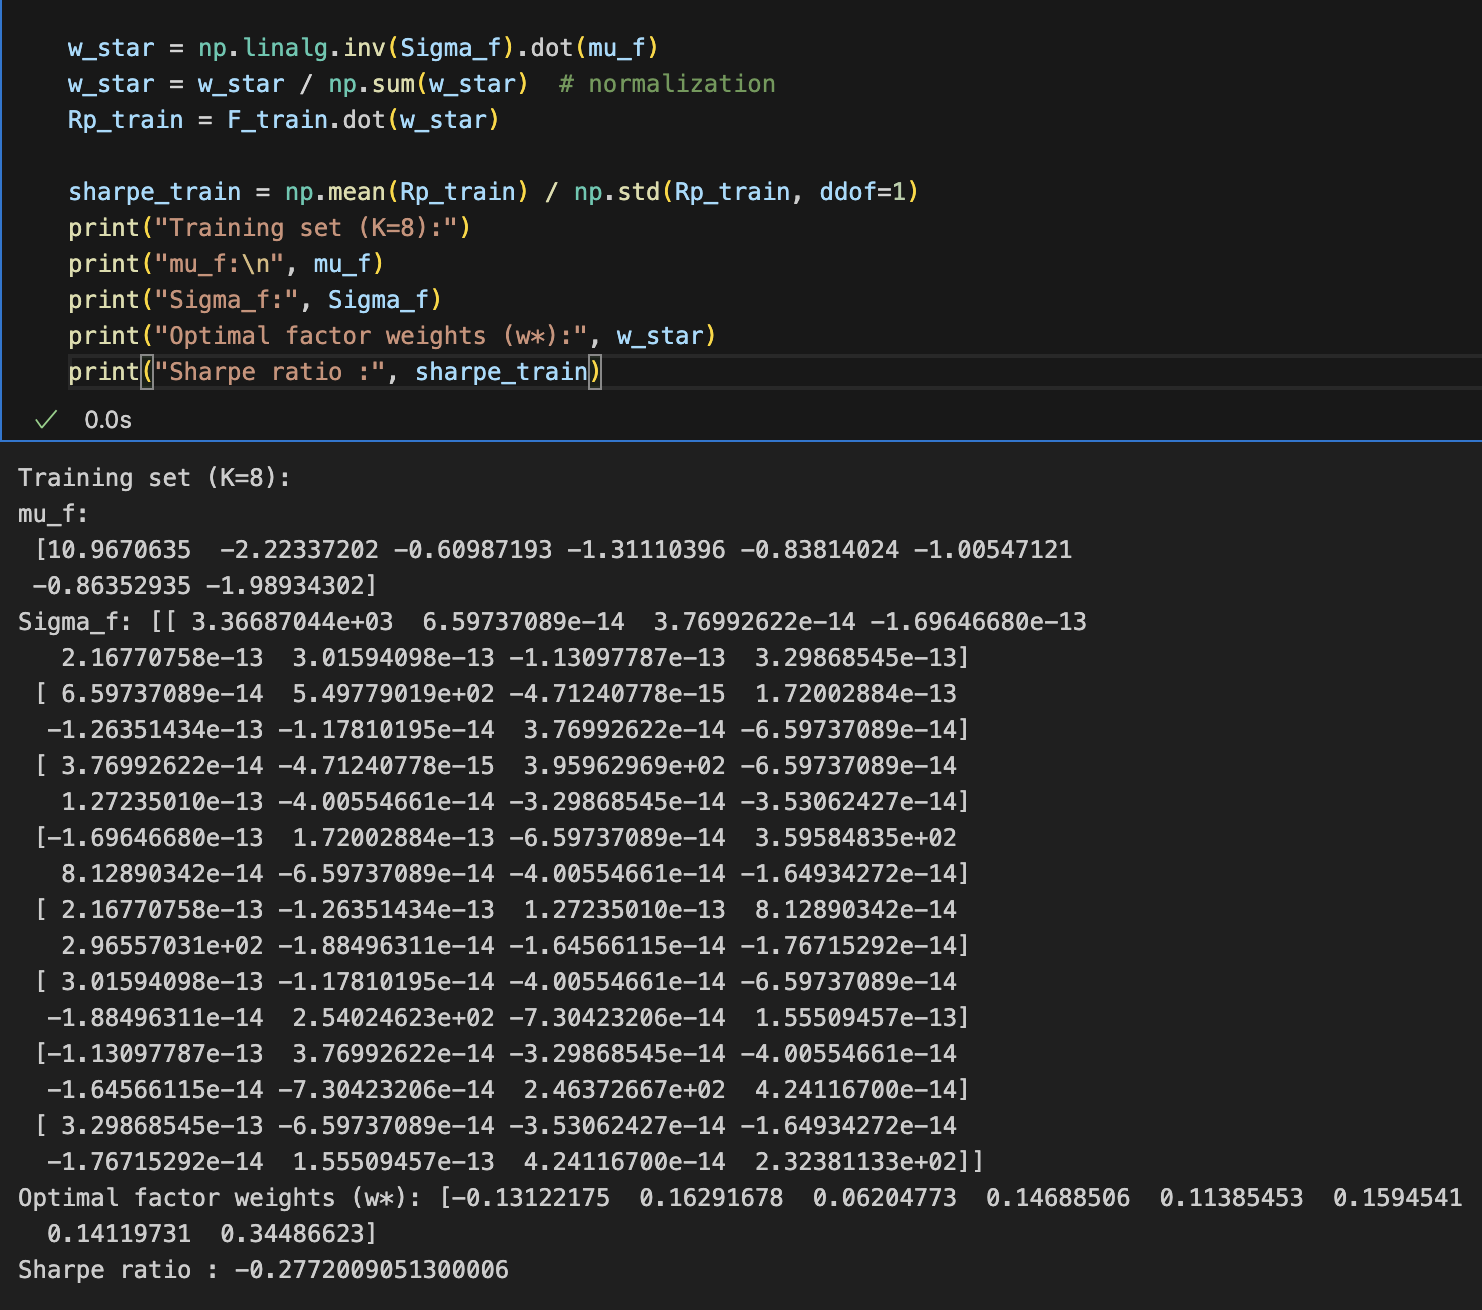 w_star = np.linalg.inv(Sigma_f).dot(mu_f)
w_star = w_star / np.sum(w_star)  # normalization
Rp_train = F_train.dot(w_star)
sharpe_train = np.mean(Rp_train) / np.std(Rp_train, ddof=1)
print("Training set (K=8):")
print("mu_f:\n", mu_f)
print("Sigma_f:", Sigma_f)
print("Optimal factor weights (w*):", w_star)
print("Sharpe ratio :", sharpe_train)
✓ 0.0s
Training set (K=8):
mu_f:
[10.9670635  -2.22337202 -0.60987193 -1.31110396 -0.83814024 -1.00547121
-0.86352935 -1.98934302]
Sigma_f: [[ 3.36687044e+03  6.59737089e-14  3.76992622e-14 -1.69646680e-13
2.16770758e-13  3.01594098e-13 -1.13097787e-13  3.29868545e-13]
[ 6.59737089e-14  5.49779019e+02 -4.71240778e-15  1.72002884e-13
-1.26351434e-13 -1.17810195e-14  3.76992622e-14 -6.59737089e-14]
[ 3.76992622e-14 -4.71240778e-15  3.95962969e+02 -6.59737089e-14
1.27235010e-13 -4.00554661e-14 -3.29868545e-14 -3.53062427e-14]
[-1.69646680e-13  1.72002884e-13 -6.59737089e-14  3.59584835e+02
8.12890342e-14 -6.59737089e-14 -4.00554661e-14 -1.64934272e-14]
[ 2.16770758e-13 -1.26351434e-13  1.27235010e-13  8.12890342e-14
2.96557031e+02 -1.88496311e-14 -1.64566115e-14 -1.76715292e-14]
[ 3.01594098e-13 -1.17810195e-14 -4.00554661e-14 -6.59737089e-14
-1.88496311e-14  2.54024623e+02 -7.30423206e-14  1.55509457e-13]
[-1.13097787e-13  3.76992622e-14 -3.29868545e-14 -4.00554661e-14
-1.64566115e-14 -7.30423206e-14  2.46372667e+02  4.24116700e-14]
[ 3.29868545e-13 -6.59737089e-14 -3.53062427e-14 -1.64934272e-14
-1.76715292e-14  1.55509457e-13  4.24116700e-14  2.32381133e+02]]
Optimal factor weights (w*): [-0.13122175  0.16291678  0.06204773  0.14688506  0.11385453  0.1594541
0.14119731  0.34486623]
Sharpe ratio : -0.2772009051300006